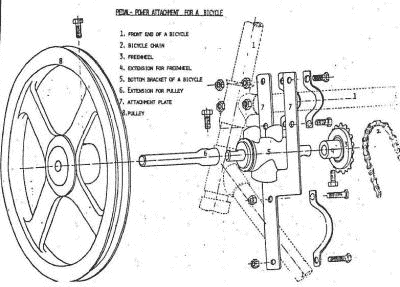 PEDAL- POWER ATTACHMENT FOR A BICYCLE
1. FRONT END OF A BICYCLE
2. BICYCLE CHAIN
3. FREEWHEEL
4. EXTENSION FOR FREEWHEEL
5. BOTTOM BRACKET OF A BICYCLE
6. EXTENSION FOR PULLEY
7. ATTACHMENT PLATE
8. PULLEY
8
1
7
7
1
6
5
4
3
2